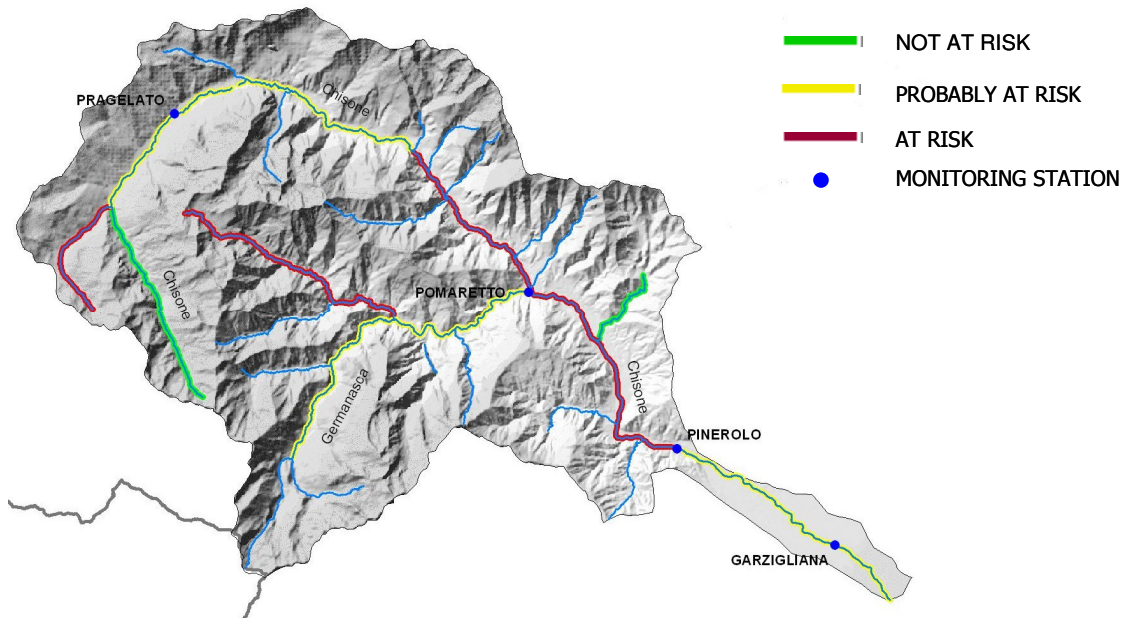 NOT AT RISK
PROBABLY AT RISK
AT RISK
MONITORING STATION
Chisone
PRAGELATO
Chisone
POMARETTO
Germanasca
Chisone
PINEROLO
GARZIGLIANA